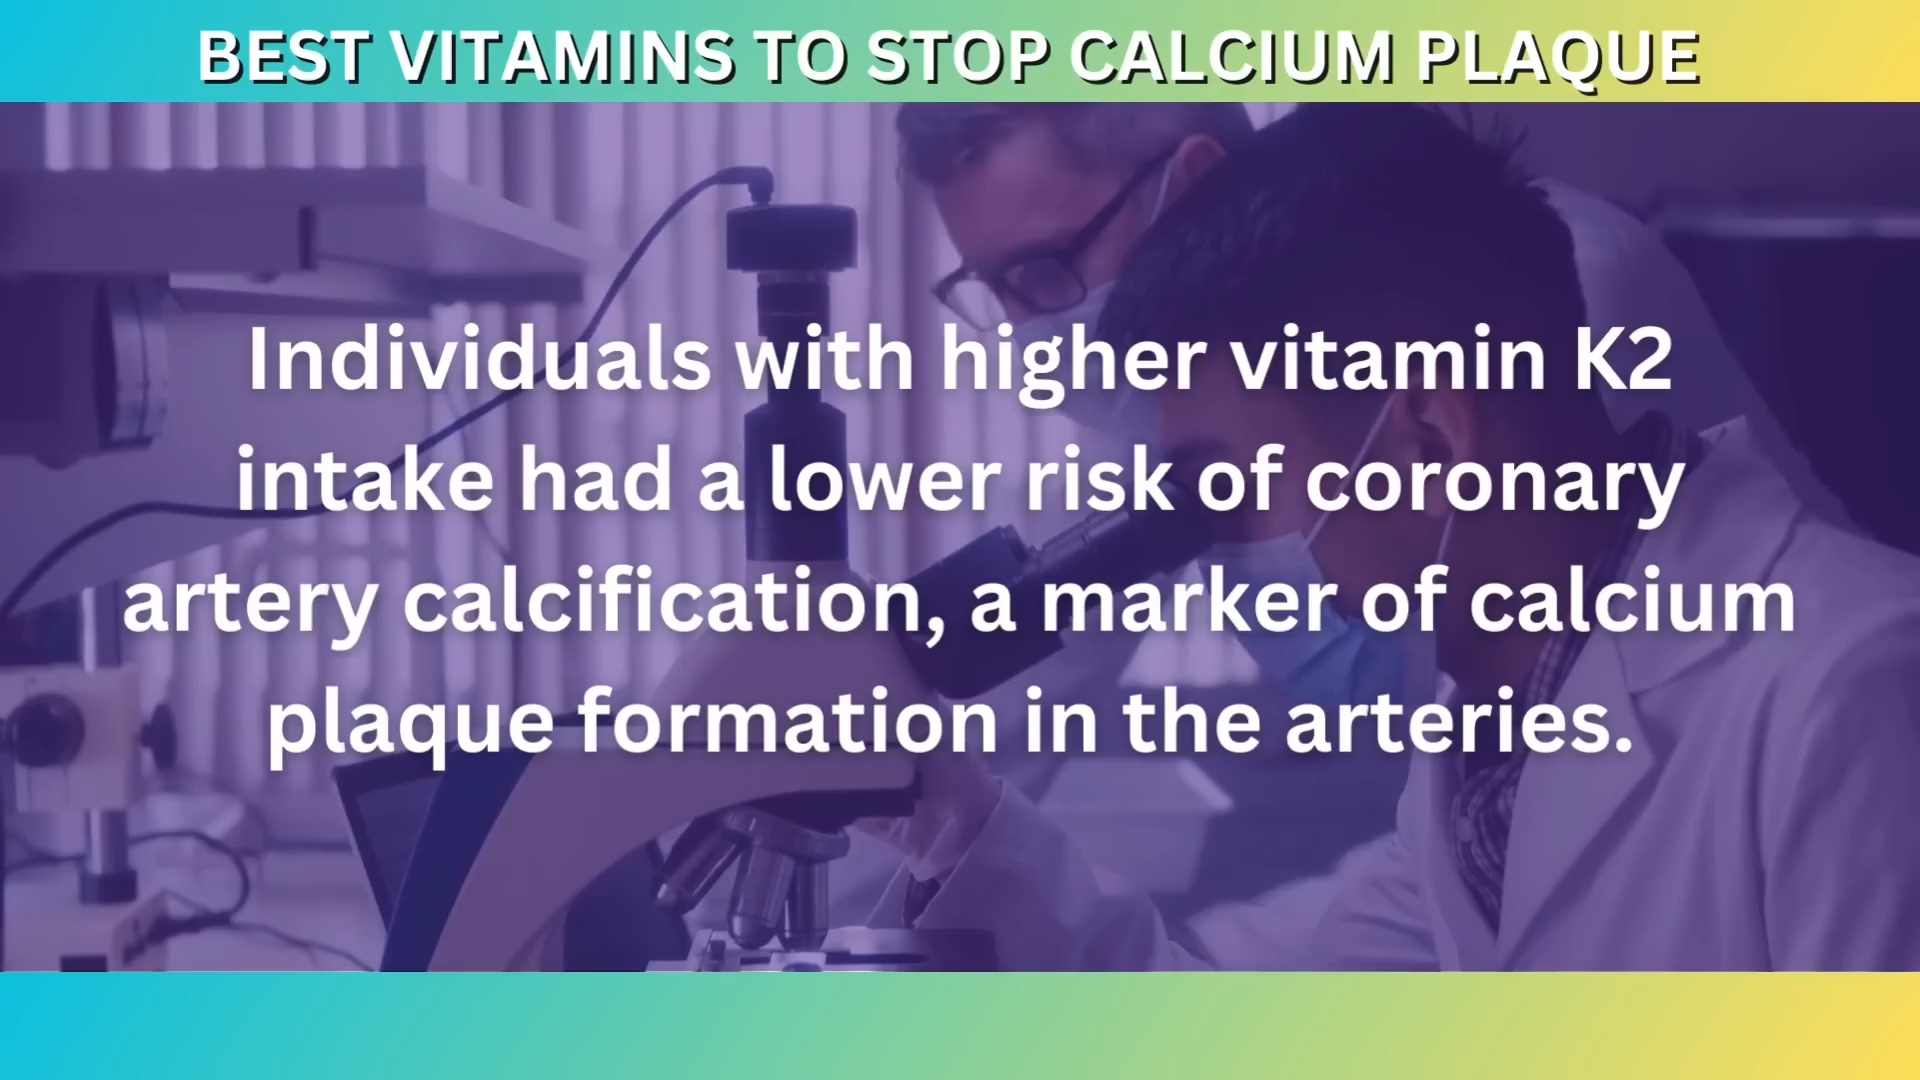 BEST VITAMINS TO STOP CALCIUM PLAQUE
Individuals with higher vitamin K2
intake had a lower risk of coronary
artery calcification, a marker of calcium
plaque formation in the arteries.